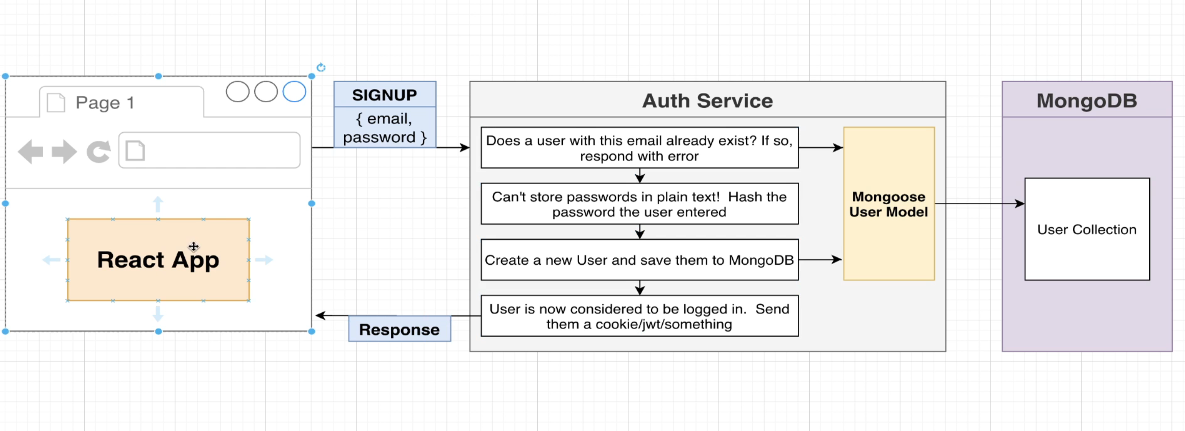 Page 1
React App
SIGNUP
{ email,
password }
Response
Auth Service
Does a user with this email already exist? If so,
respond with error
Can't store passwords in plain text!  Hash the
password the user entered
Create a new User and save them to MongoDB
User is now considered to be logged in.  Send
them a cookie/jwt/something
Mongoose
User Model
MongoDB
User Collection